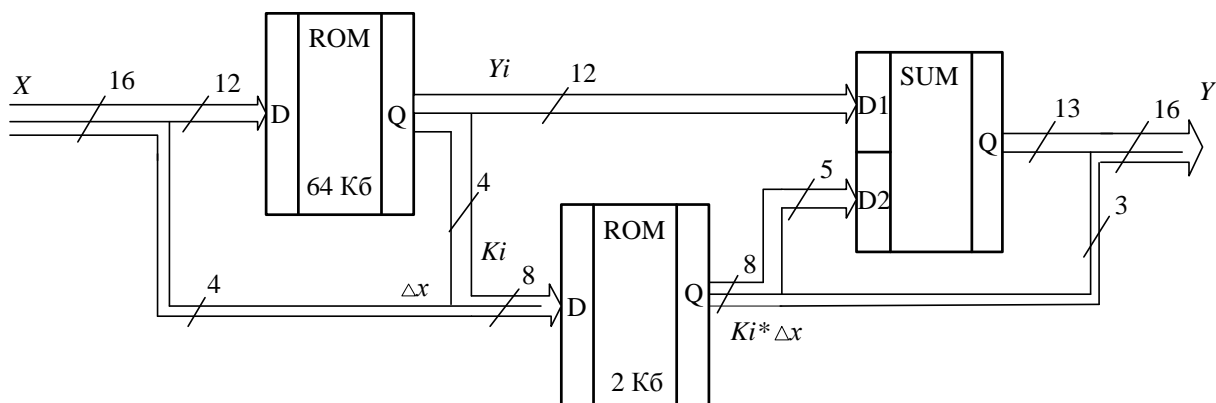 ROM
X
16
12
Yi
12
SUM
D
Q
D1
Y
13
16
Q
64 Кб
4
5
D2
3
ROM
Ki
8
8
Q
△x
4
D
Ki* △x
2 Кб